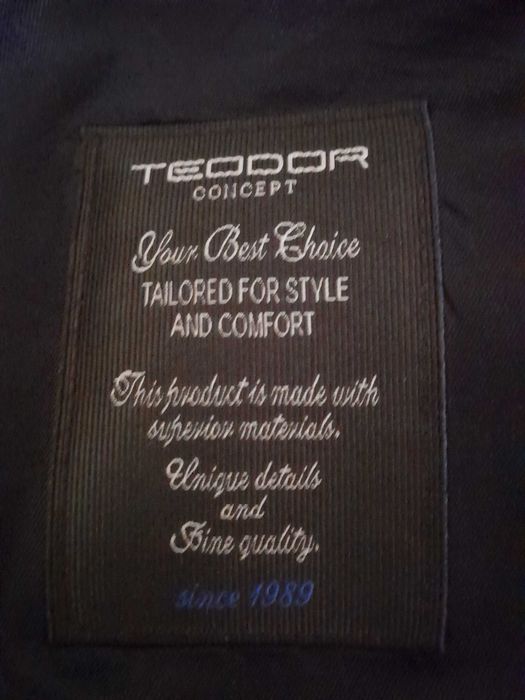 TEODOR
CONCEPT
Your Best Choice
TAILORED FOR STYLE
AND COMFORT
This product is made with
superior materials.
Unique details
and
Fine quality.
since 1989